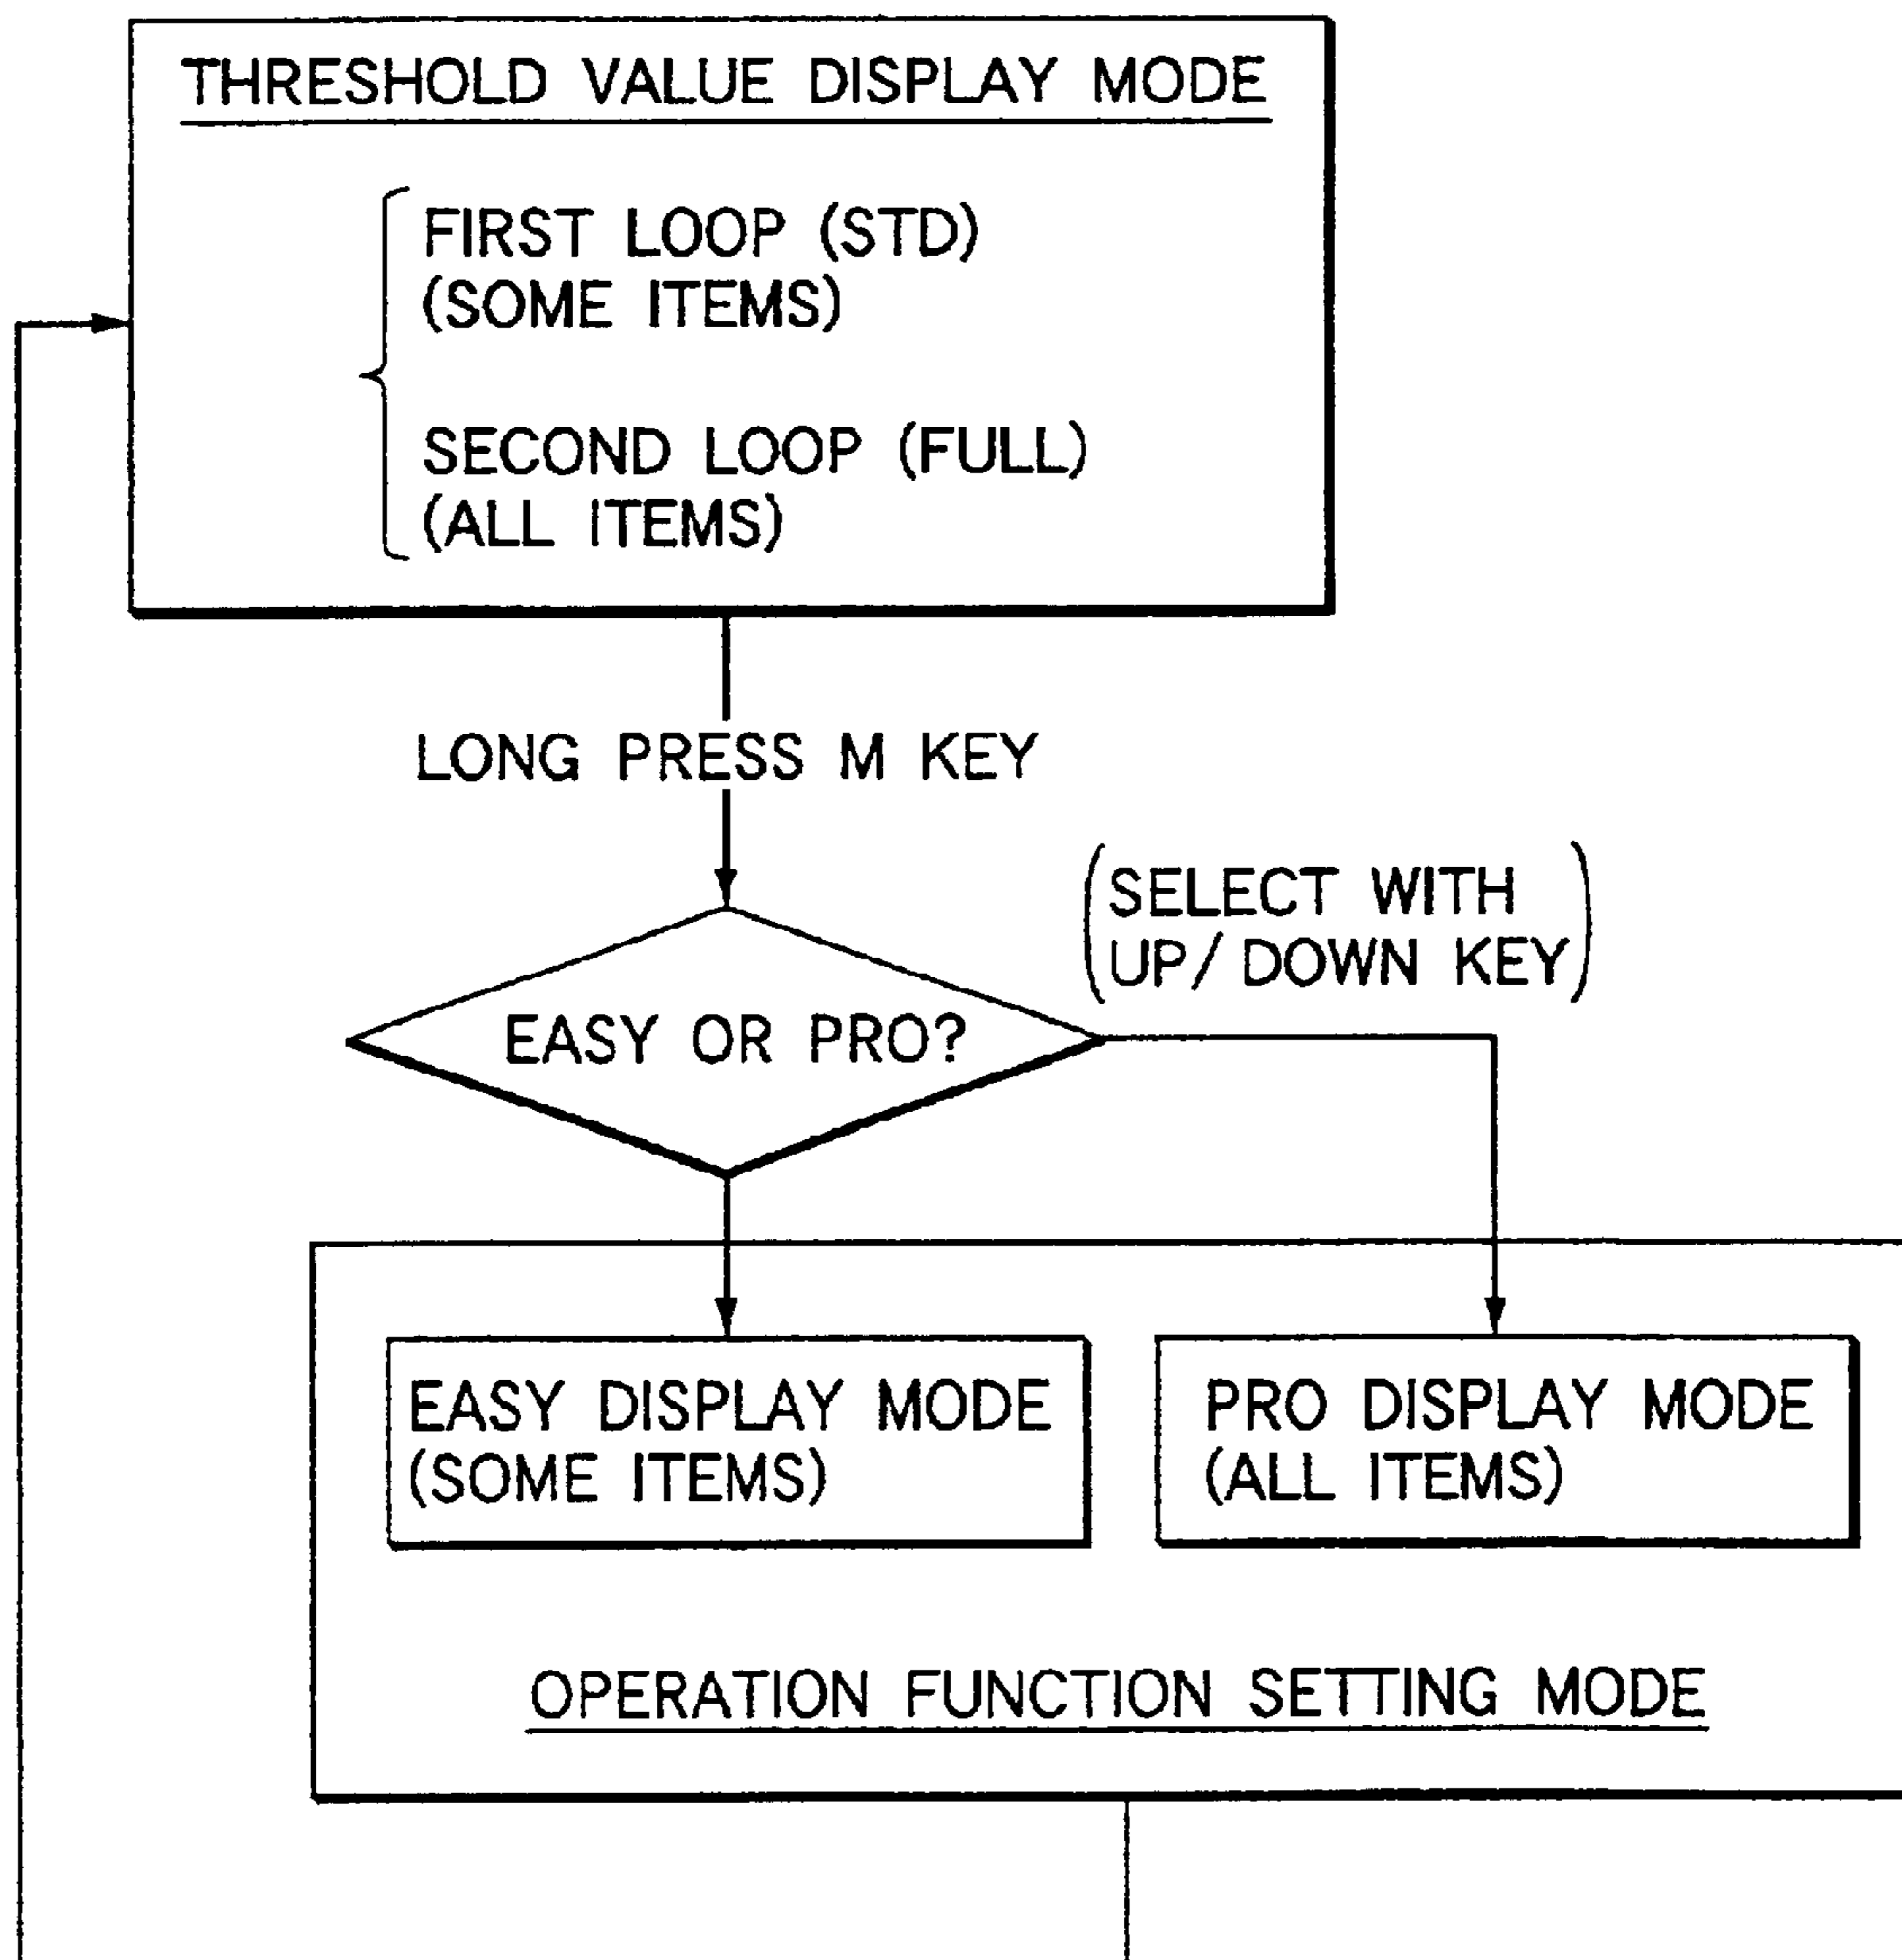 THRESHOLD VALUE DISPLAY MODE
FIRST LOOP (STD)
(SOME ITEMS)
SECOND LOOP (FULL)
(ALL ITEMS)
LONG PRESS M KEY
(SELECT WITH
UP/DOWN KEY)
EASY OR PRO?
EASY DISPLAY MODE
(SOME ITEMS)
PRO DISPLAY MODE
(ALL ITEMS)
OPERATION FUNCTION SETTING MODE